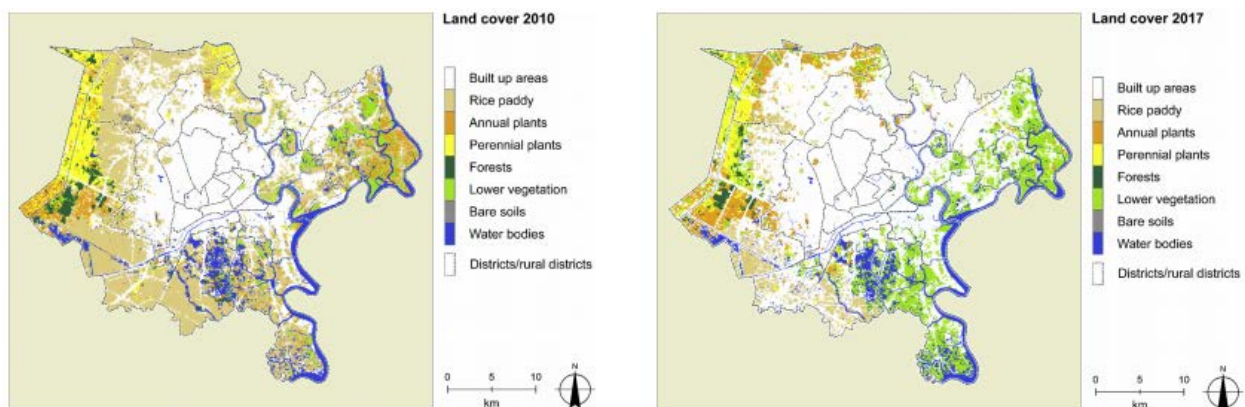 Land cover 2010
Built up areas
Rice paddy
Annual plants
Perennial plants
Forests
Lower vegetation
Bare soils
Water bodies
Districts/rural districts
0 5 10
km
N
Land cover 2017
Built up areas
Rice paddy
Annual plants
Perennial plants
Forests
Lower vegetation
Bare soils
Water bodies
Districts/rural districts
0 5 10
km
N